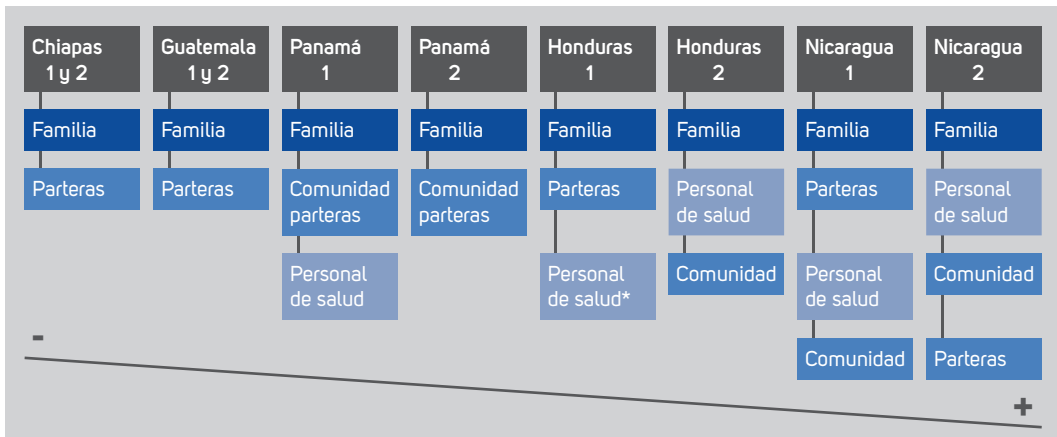 Chiapas
1 y 2
Familia
Parteras
Guatemala
1 y 2
Familia
Parteras
Panamá
1
Familia
Comunidad
parteras
Personal
de salud
Panamá
2
Familia
Comunidad
parteras
Honduras
1
Familia
Parteras
Personal
de salud*
Honduras
2
Familia
Personal
de salud
Comunidad
Nicaragua
1
Familia
Parteras
Personal
de salud
Comunidad
Nicaragua
2
Familia
Personal
de salud
Comunidad
Parteras
-
+